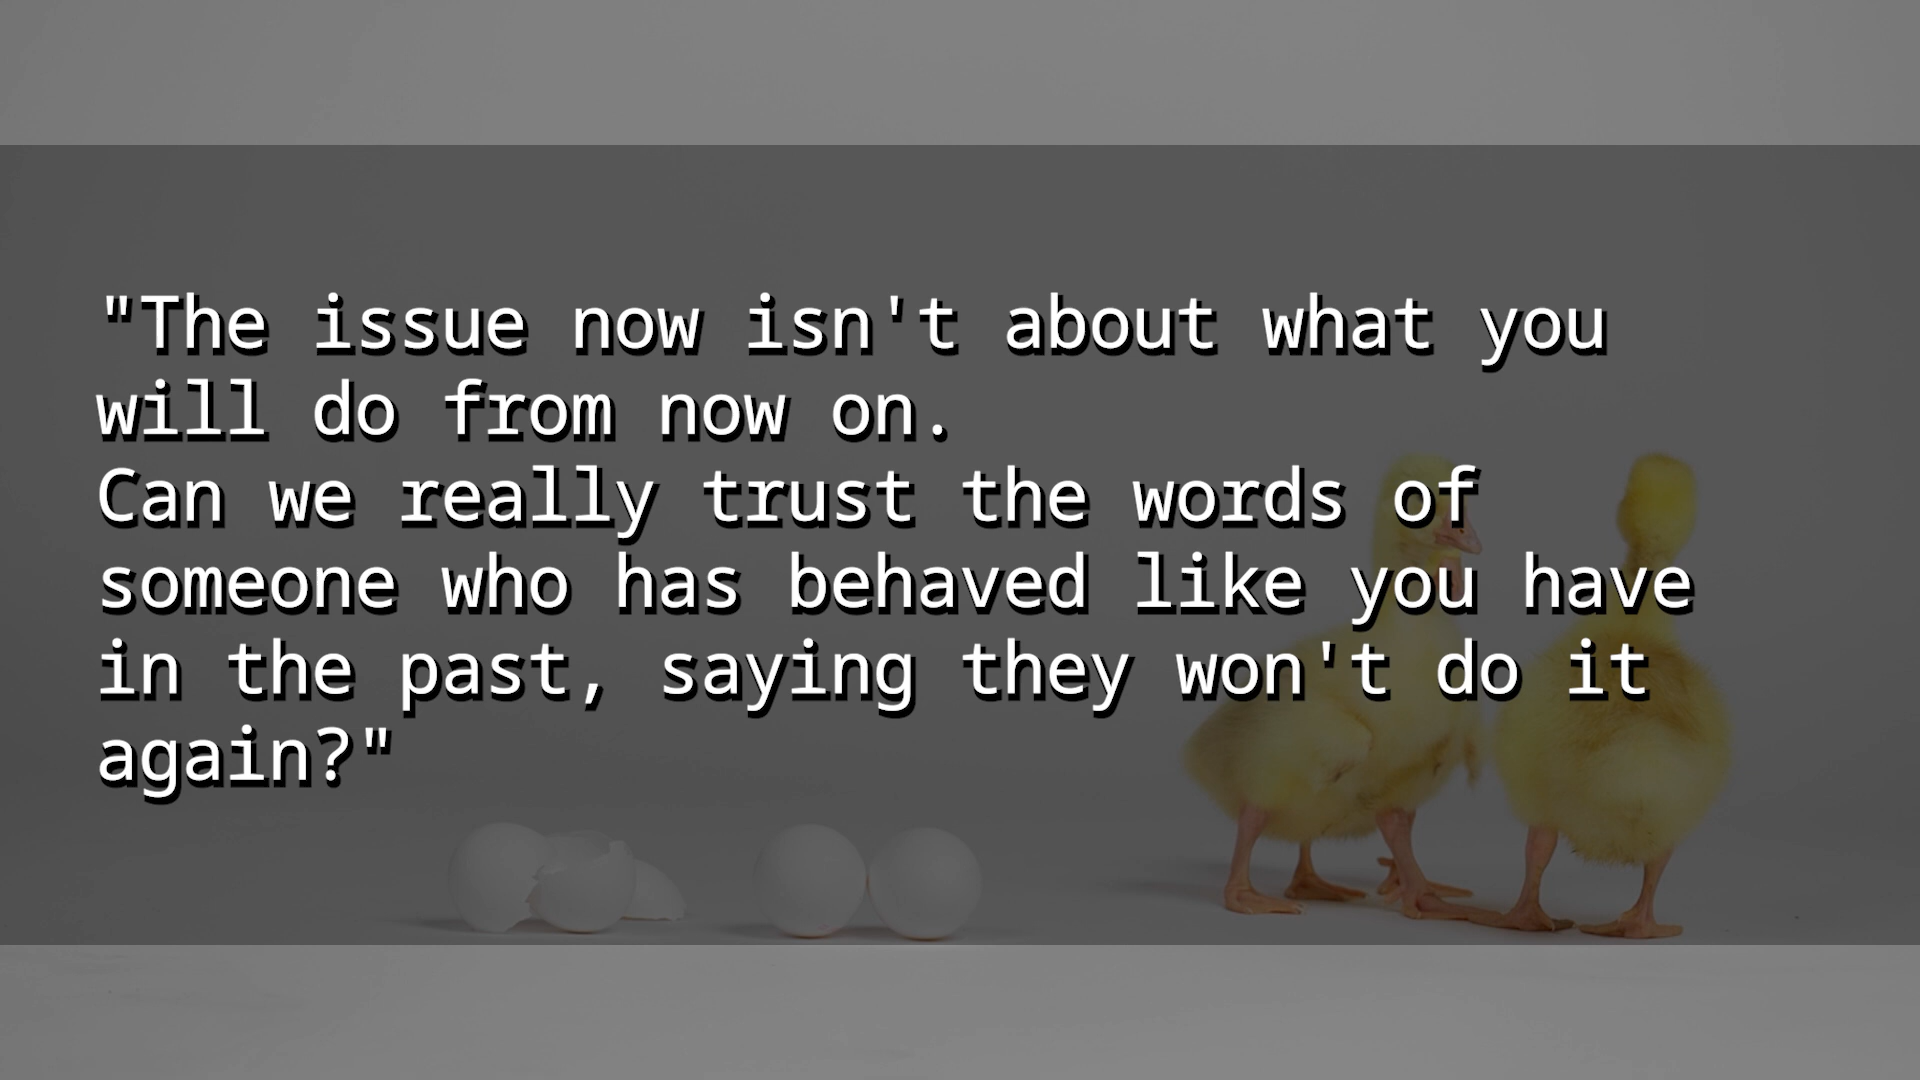 "The issue now isn't about what you
will do from now on.
Can we really trust the words of
someone who has behaved like you have
in the past, saying they won't do it
again?"